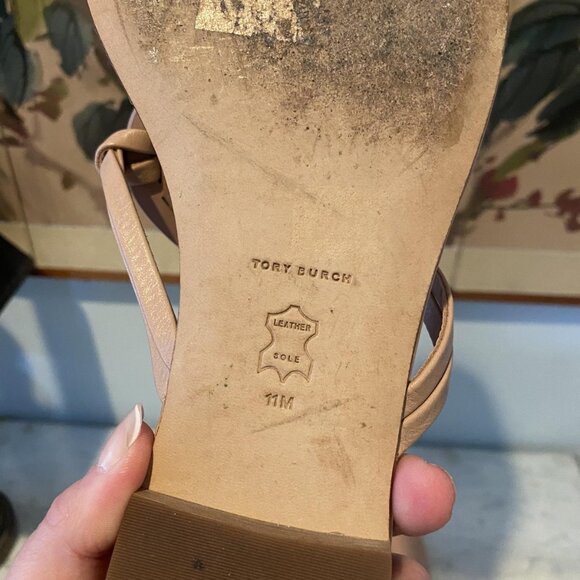 TORY BURCH
LEATHER
SOLE
11M